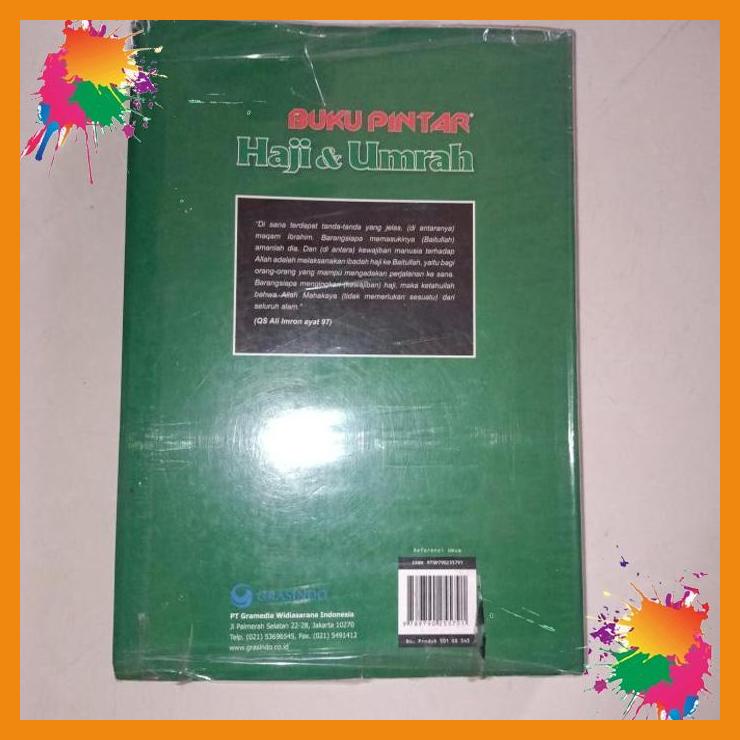 BUKU PINTAR
Haji & Umrah
"Di sana terdapat tanda-tanda yang jelas, (di antaranya)
maqam Ibrahim. Barangsiapa memasukinya (Baitullah)
amanlah dia. Dan (di antara) kewajiban manusia terhadap
Allah adalah melaksanakan ibadah haji ke Baitullah, yaitu bagi
orang-orang yang mampu mengadakan perjalanan ke sana.
Barangsiapa mengingkari (kewajiban) haji, maka ketahuilah
bahwa Allah Mahakaya (tidak memerlukan sesuatu) dari
seluruh alam."
(QS Ali Imron ayat 97)
GRASINDO
PT Gramedia Widiasarana Indonesia
Jl Palmerah Selatan 22-28, Jakarta 10270
Telp. (021) 53696545, Fax. (021) 5491412
www.grasindo.co.id
Referensi Umum
ISBN
No. Produk